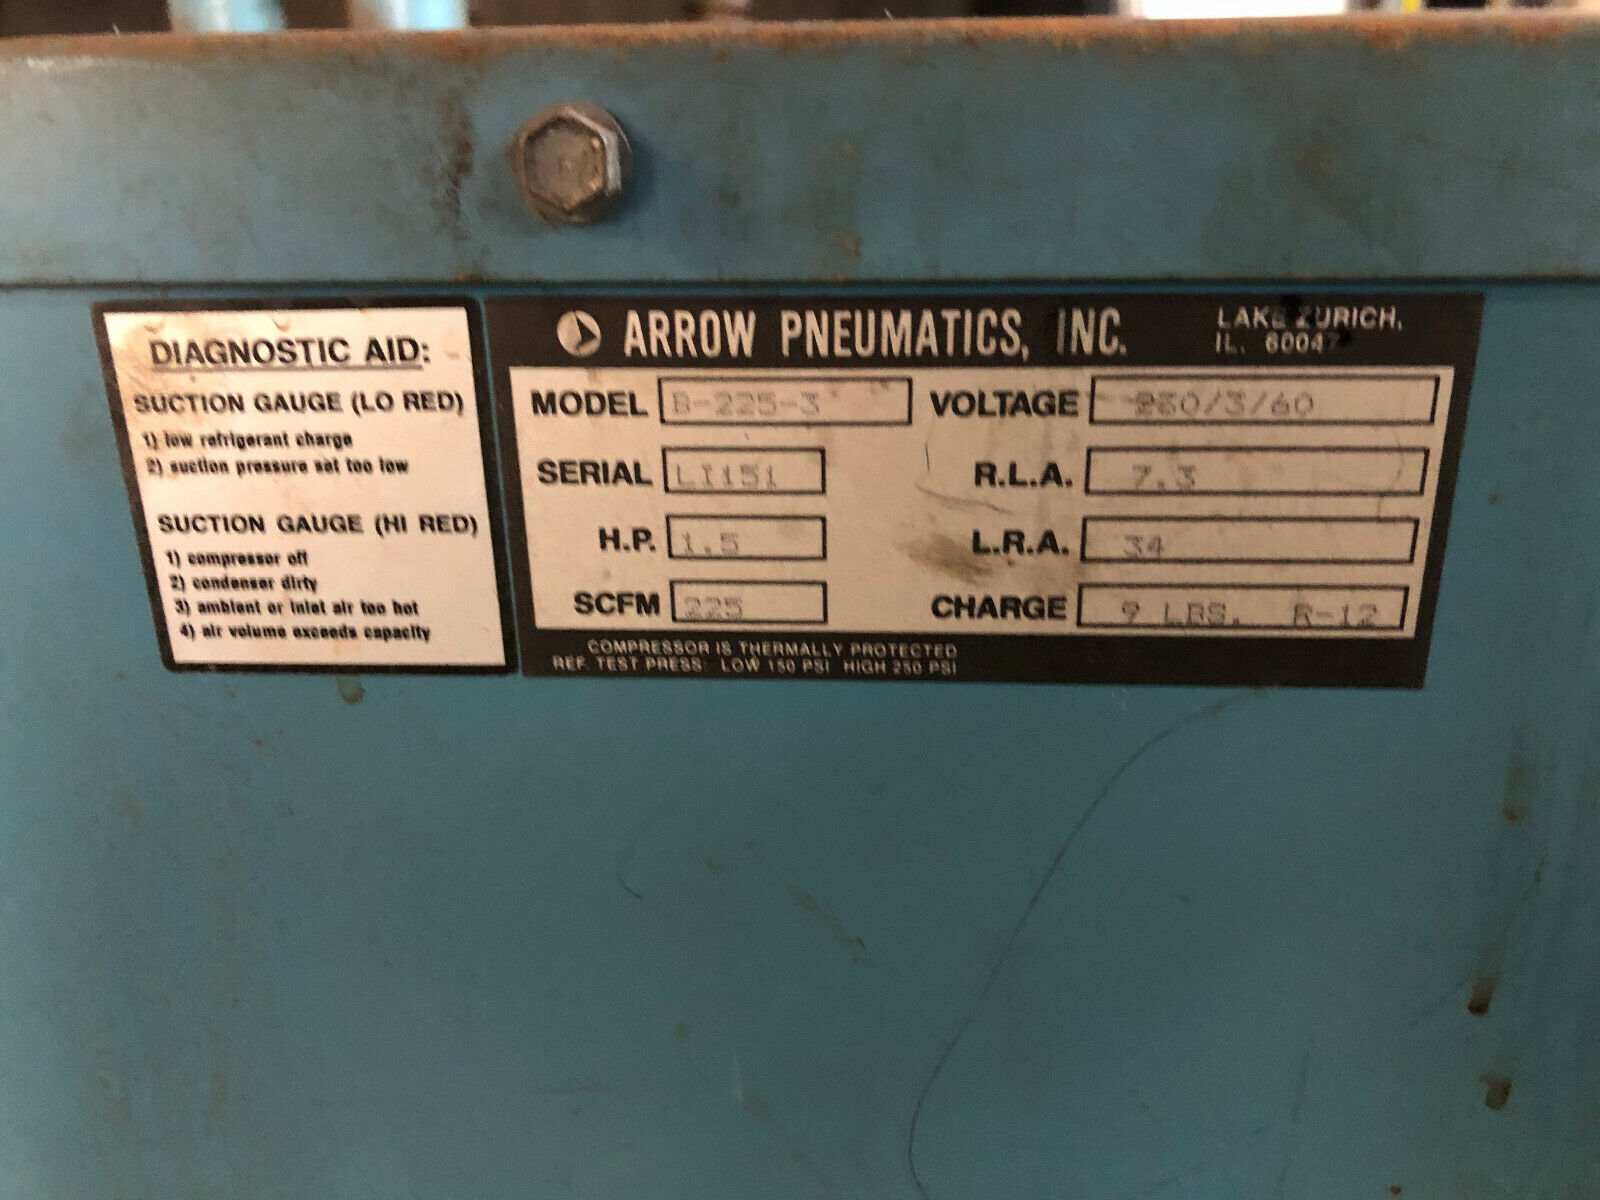 DIAGNOSTIC AID:
SUCTION GAUGE (LO RED)
1) low refrigerant charge
2) suction pressure set too low
SUCTION GAUGE (HI RED)
1) compressor off
2) condenser dirty
3) ambient or inlet air too hot
4) air volume exceeds capacity
ARROW PNEUMATICS, INC.
LAKE ZURICH,
IL. 60047
MODEL B-225-3
VOLTAGE 230/3/60
SERIAL LI151
R.L.A. 7.3
H.P. 1.5
L.R.A. 34
SCFM 225
CHARGE 9 LBS. R-12
COMPRESSOR IS THERMALLY PROTECTED
REF. TEST PRESS: LOW 150 PSI HIGH 250 PSI